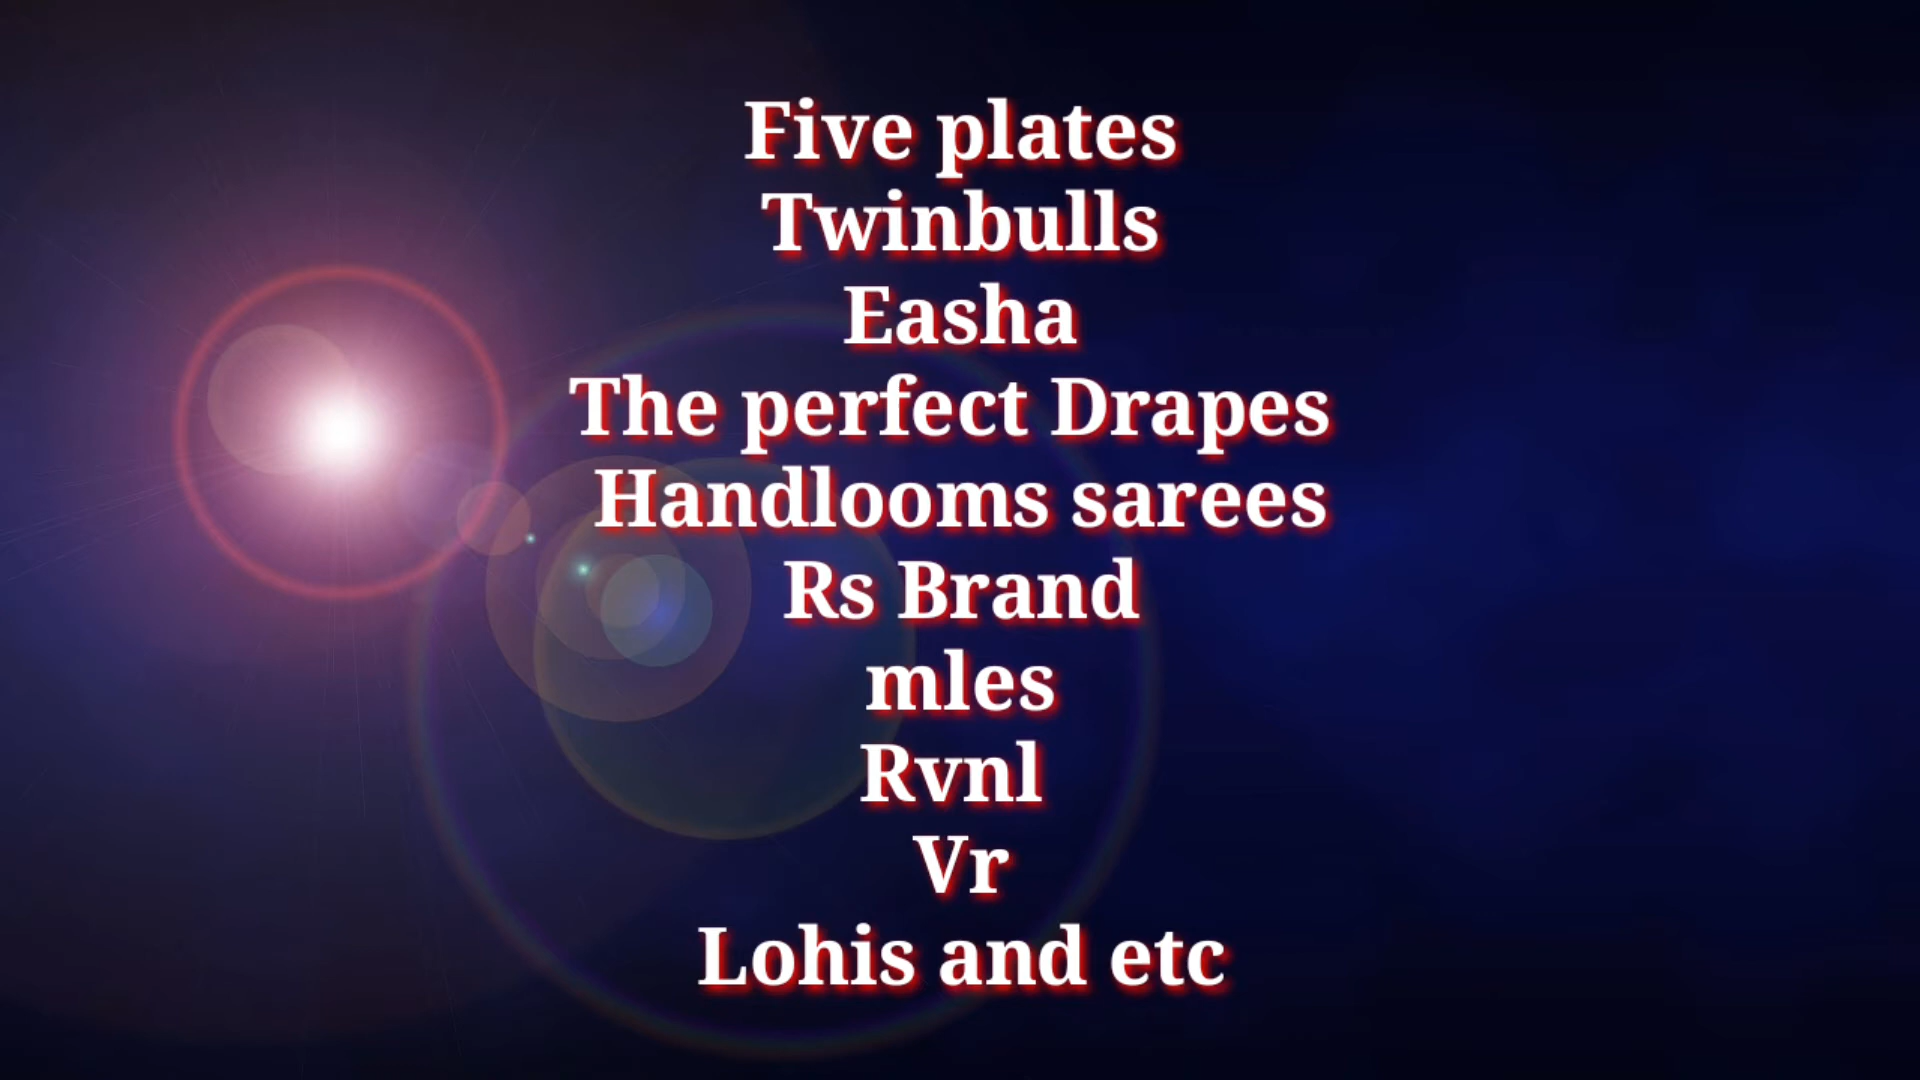 Five plates
Twinbulls
Easha
The perfect Drapes
Handlooms sarees
Rs Brand
mles
Rvnl
Vr
Lohis and etc